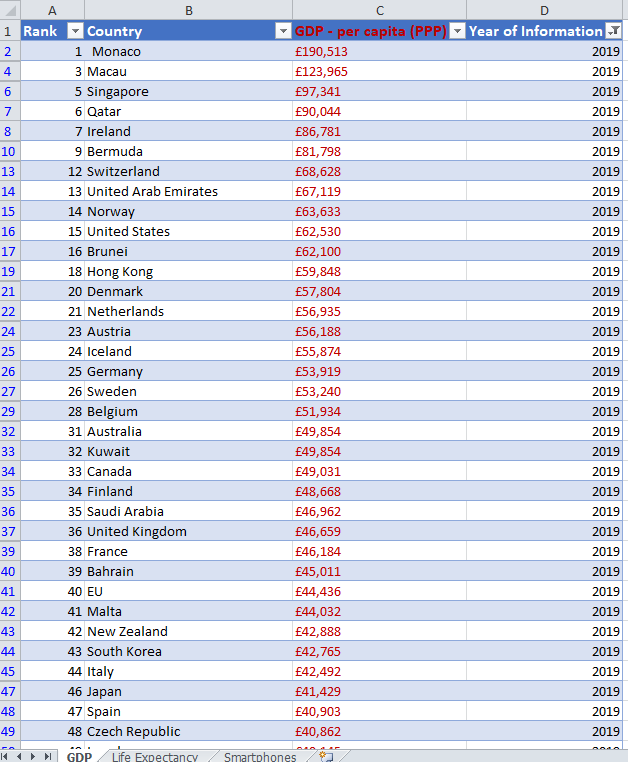 A B C D
1 Rank Country GDP - per capita (PPP) Year of Information
2 1 Monaco £190,513 2019
4 3 Macau £123,965 2019
6 5 Singapore £97,341 2019
7 6 Qatar £90,044 2019
8 7 Ireland £86,781 2019
10 9 Bermuda £81,798 2019
13 12 Switzerland £68,628 2019
14 13 United Arab Emirates £67,119 2019
15 14 Norway £63,633 2019
16 15 United States £62,530 2019
17 16 Brunei £62,100 2019
19 18 Hong Kong £59,848 2019
21 20 Denmark £57,804 2019
22 21 Netherlands £56,935 2019
24 23 Austria £56,188 2019
25 24 Iceland £55,874 2019
26 25 Germany £53,919 2019
27 26 Sweden £53,240 2019
29 28 Belgium £51,934 2019
32 31 Australia £49,854 2019
33 32 Kuwait £49,854 2019
34 33 Canada £49,031 2019
35 34 Finland £48,668 2019
36 35 Saudi Arabia £46,962 2019
37 36 United Kingdom £46,659 2019
39 38 France £46,184 2019
40 39 Bahrain £45,011 2019
41 40 EU £44,436 2019
42 41 Malta £44,032 2019
43 42 New Zealand £42,888 2019
44 43 South Korea £42,765 2019
45 44 Italy £42,492 2019
47 46 Japan £41,429 2019
48 47 Spain £40,903 2019
49 48 Czech Republic £40,862 2019
GDP Life Expectancy Smartphones